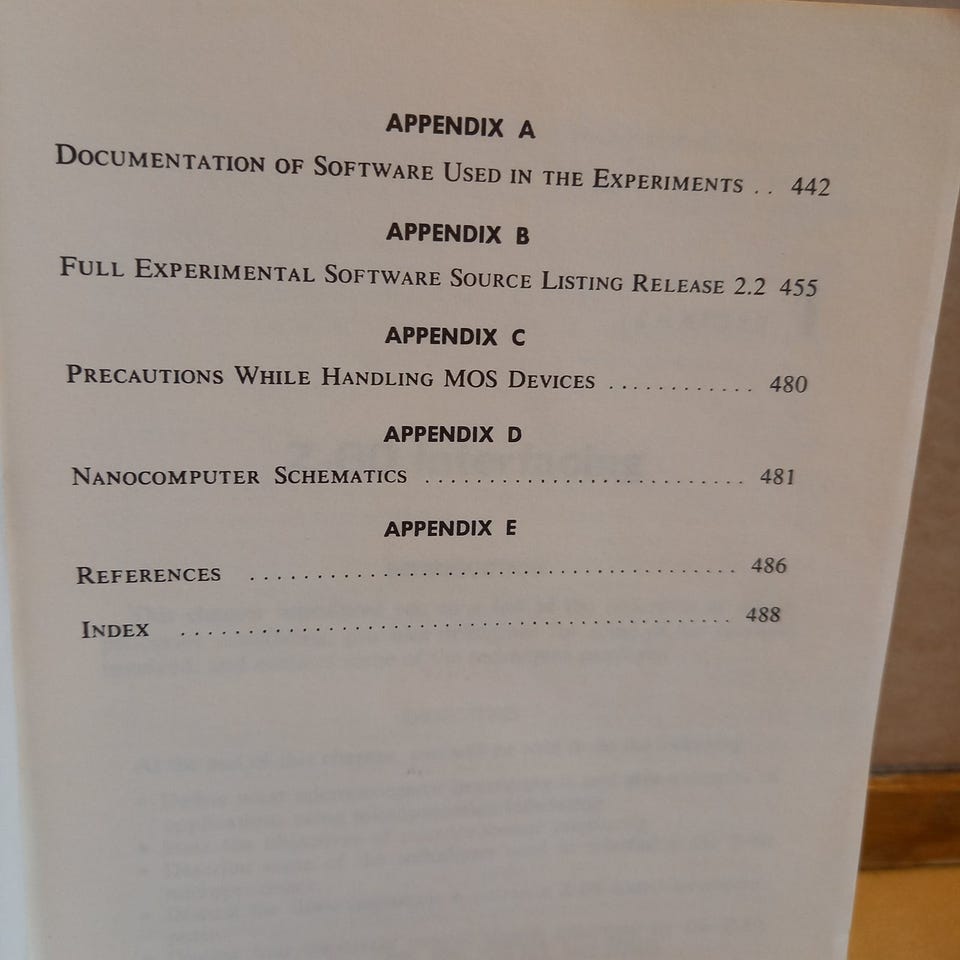 APPENDIX A
DOCUMENTATION OF SOFTWARE USED IN THE EXPERIMENTS .. 442
APPENDIX B
FULL EXPERIMENTAL SOFTWARE SOURCE LISTING RELEASE 2.2 455
APPENDIX C
PRECAUTIONS WHILE HANDLING MOS DEVICES ............ 480
APPENDIX D
NANOCOMPUTER SCHEMATICS .......................... 481
APPENDIX E
REFERENCES .................................... 486
INDEX ......................................... 488